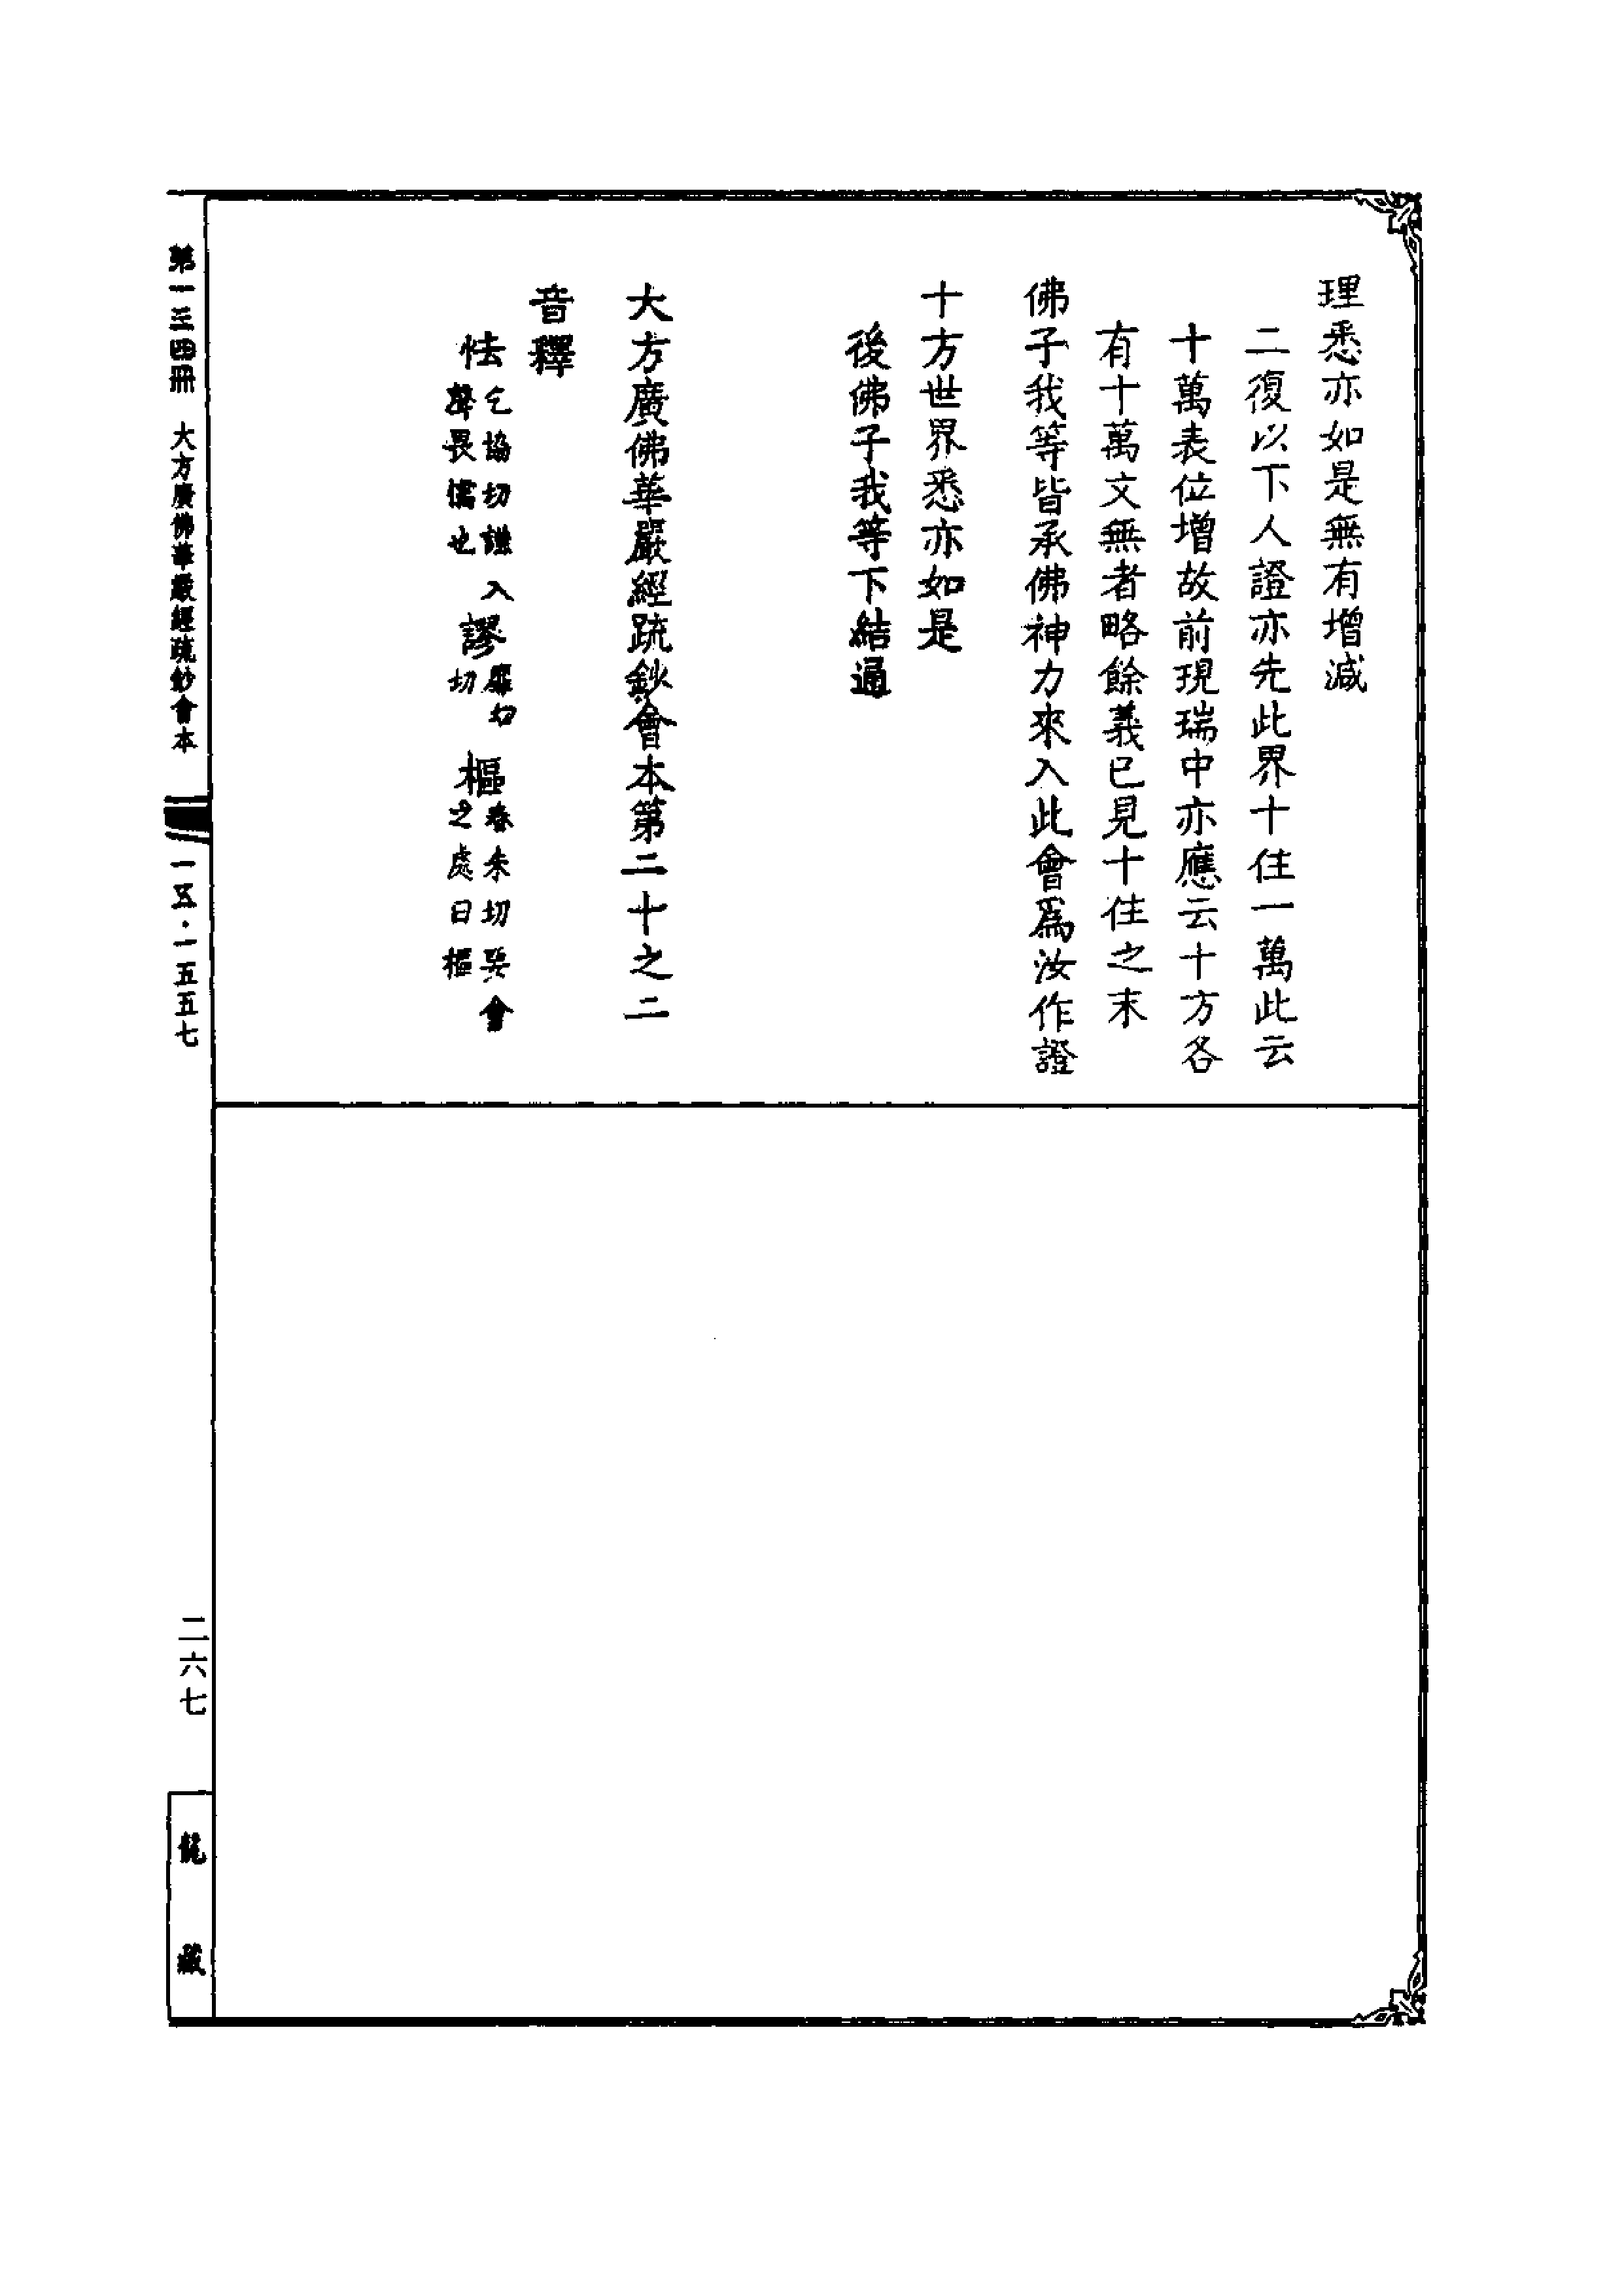 理悉亦如是無有增減
二復以下人證亦先此界十住一萬此云
十萬表位增故前現瑞中亦應云十方各
有十萬文無者略餘義已見十住之末
佛子我等皆承佛神力來入此會爲汝作證
十方世界悉亦如是
後佛子我等下結通
大方廣佛華嚴經疏鈔會本第二十之二
音釋
怯乞協切謙入聲畏懦也 謬靡幼切 樞春朱切要會之處曰樞
第一三四冊 大方廣佛華嚴經疏鈔會本 一五·一五五七
二六七
龍藏